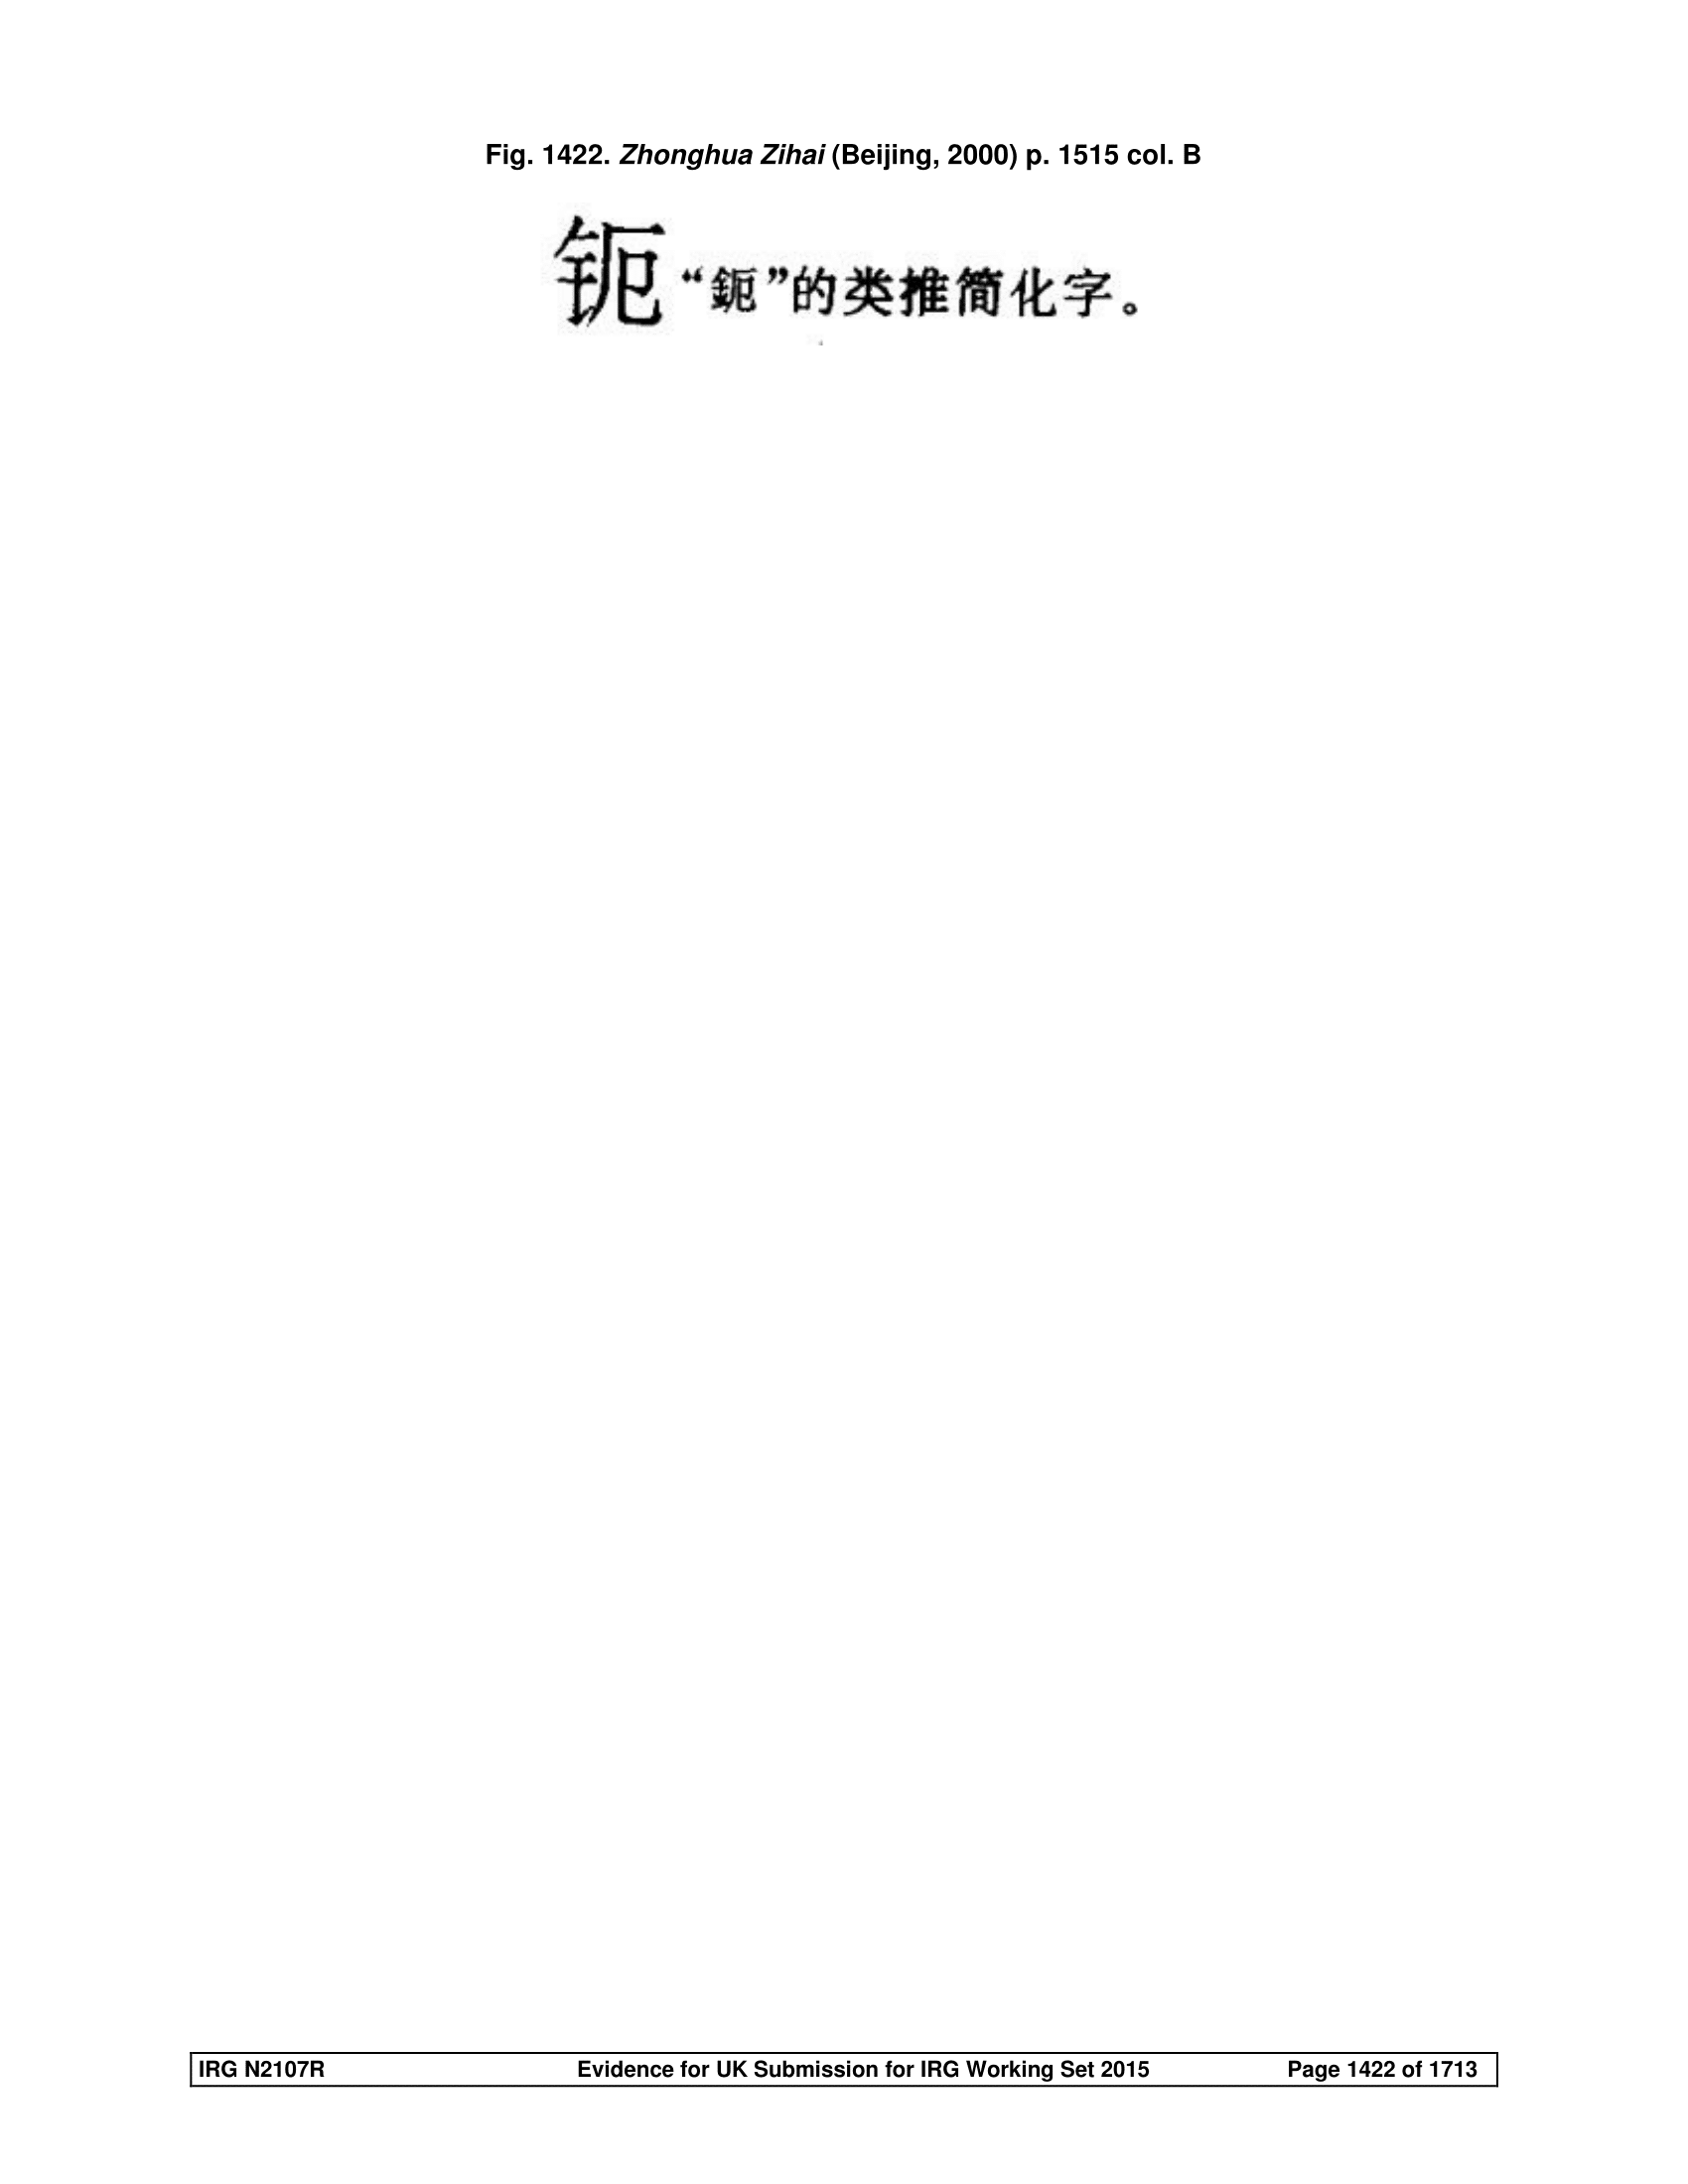 Fig. 1422. Zhonghua Zihai (Beijing, 2000) p. 1515 col. B
“”的类推简化字。
IRG N2107R Evidence for UK Submission for IRG Working Set 2015 Page 1422 of 1713